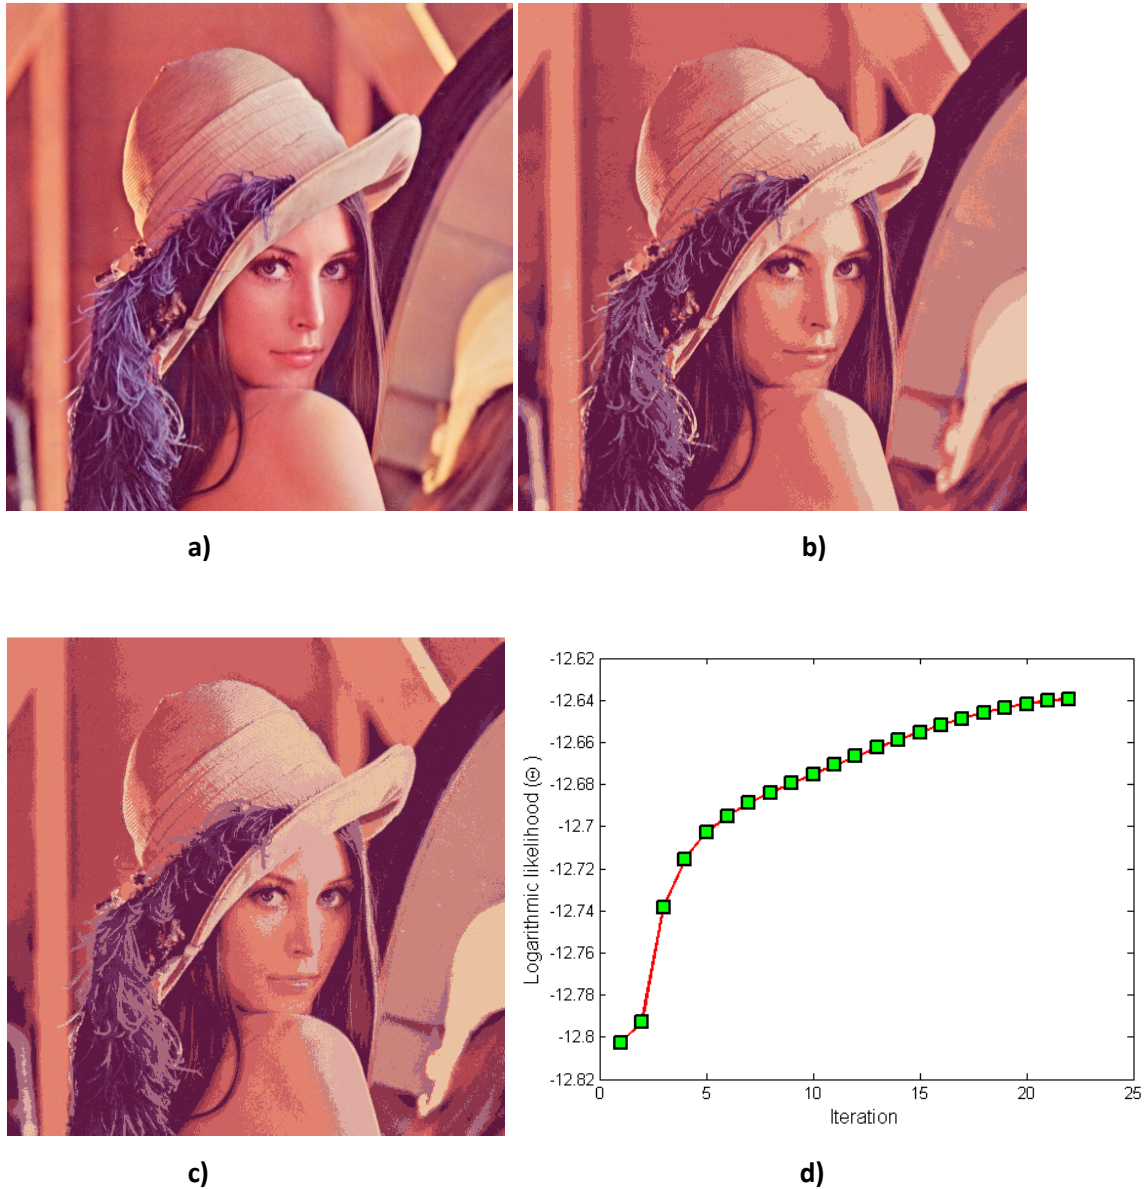 a)
b)
-12.62
-12.64
-12.66
-12.68
-12.7
-12.72
-12.74
-12.76
-12.78
-12.8
-12.82
Logarithmic likelihood (Θ)
0 5 10 15 20 25
Iteration
c)
d)